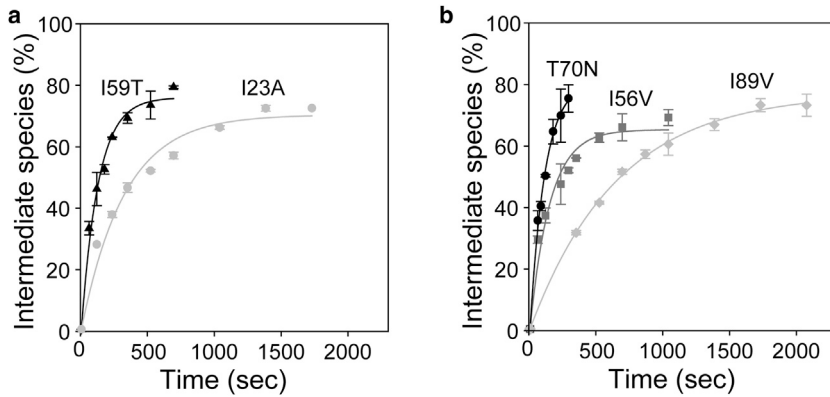 a
Intermediate species (%)
100
80
60
40
20
0
I59T
I23A
0 500 1000 1500 2000
Time (sec)
b
Intermediate species (%)
100
80
60
40
20
0
T70N
I56V
I89V
0 500 1000 1500 2000
Time (sec)